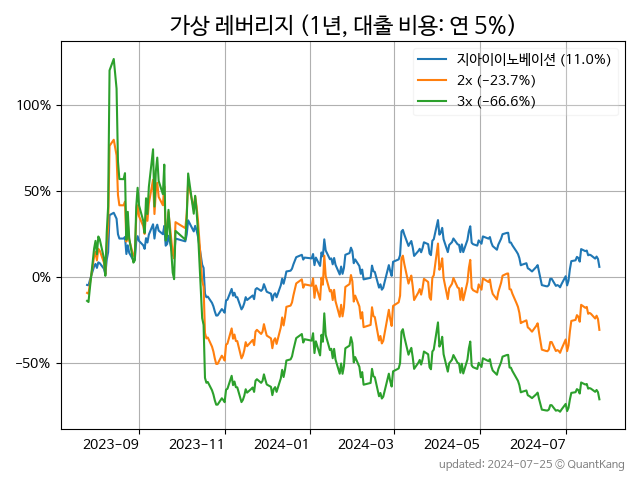 가상 레버리지 (1년, 대출 비용: 연 5%)
지아이이노베이션 (11.0%)
2x (−23.7%)
3x (−66.6%)
100%
50%
0%
−50%
2023-09 2023-11 2024-01 2024-03 2024-05 2024-07
updated: 2024-07-25 © QuantKang